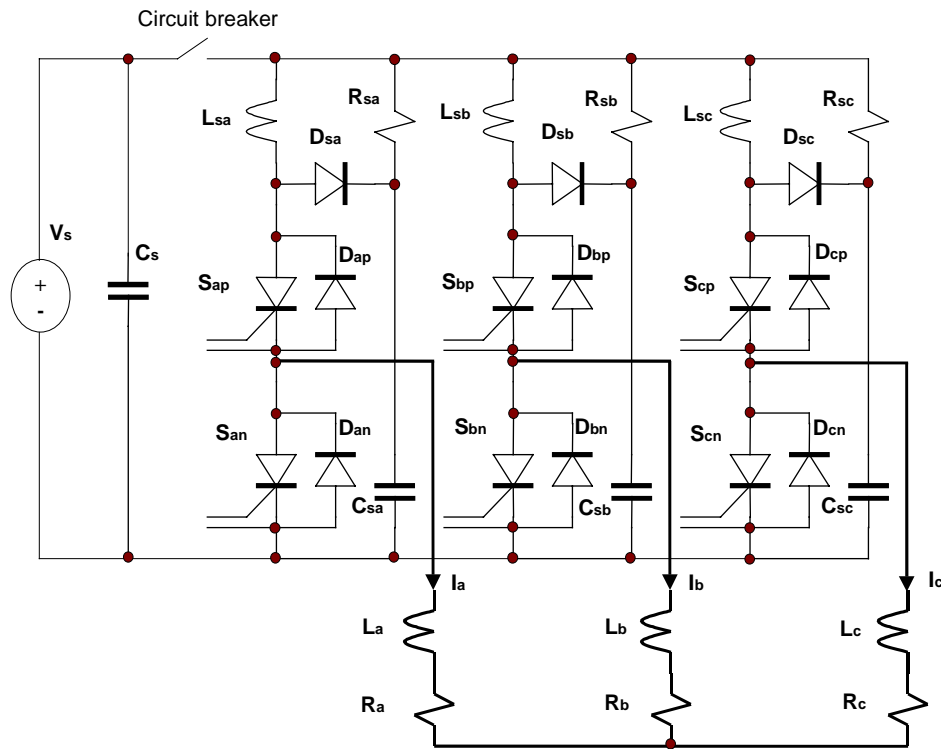 Circuit breaker
Rsa
Rsb
Rsc
Lsa
Lsb
Lsc
Dsa
Dsb
Dsc
Vs
Cs
+
-
Sap
Dap
Sbp
Dbp
Scp
Dcp
San
Dan
Sbn
Dbn
Scn
Dcn
Csa
Csb
Csc
Ia
Ib
Ic
La
Lb
Lc
Ra
Rb
Rc